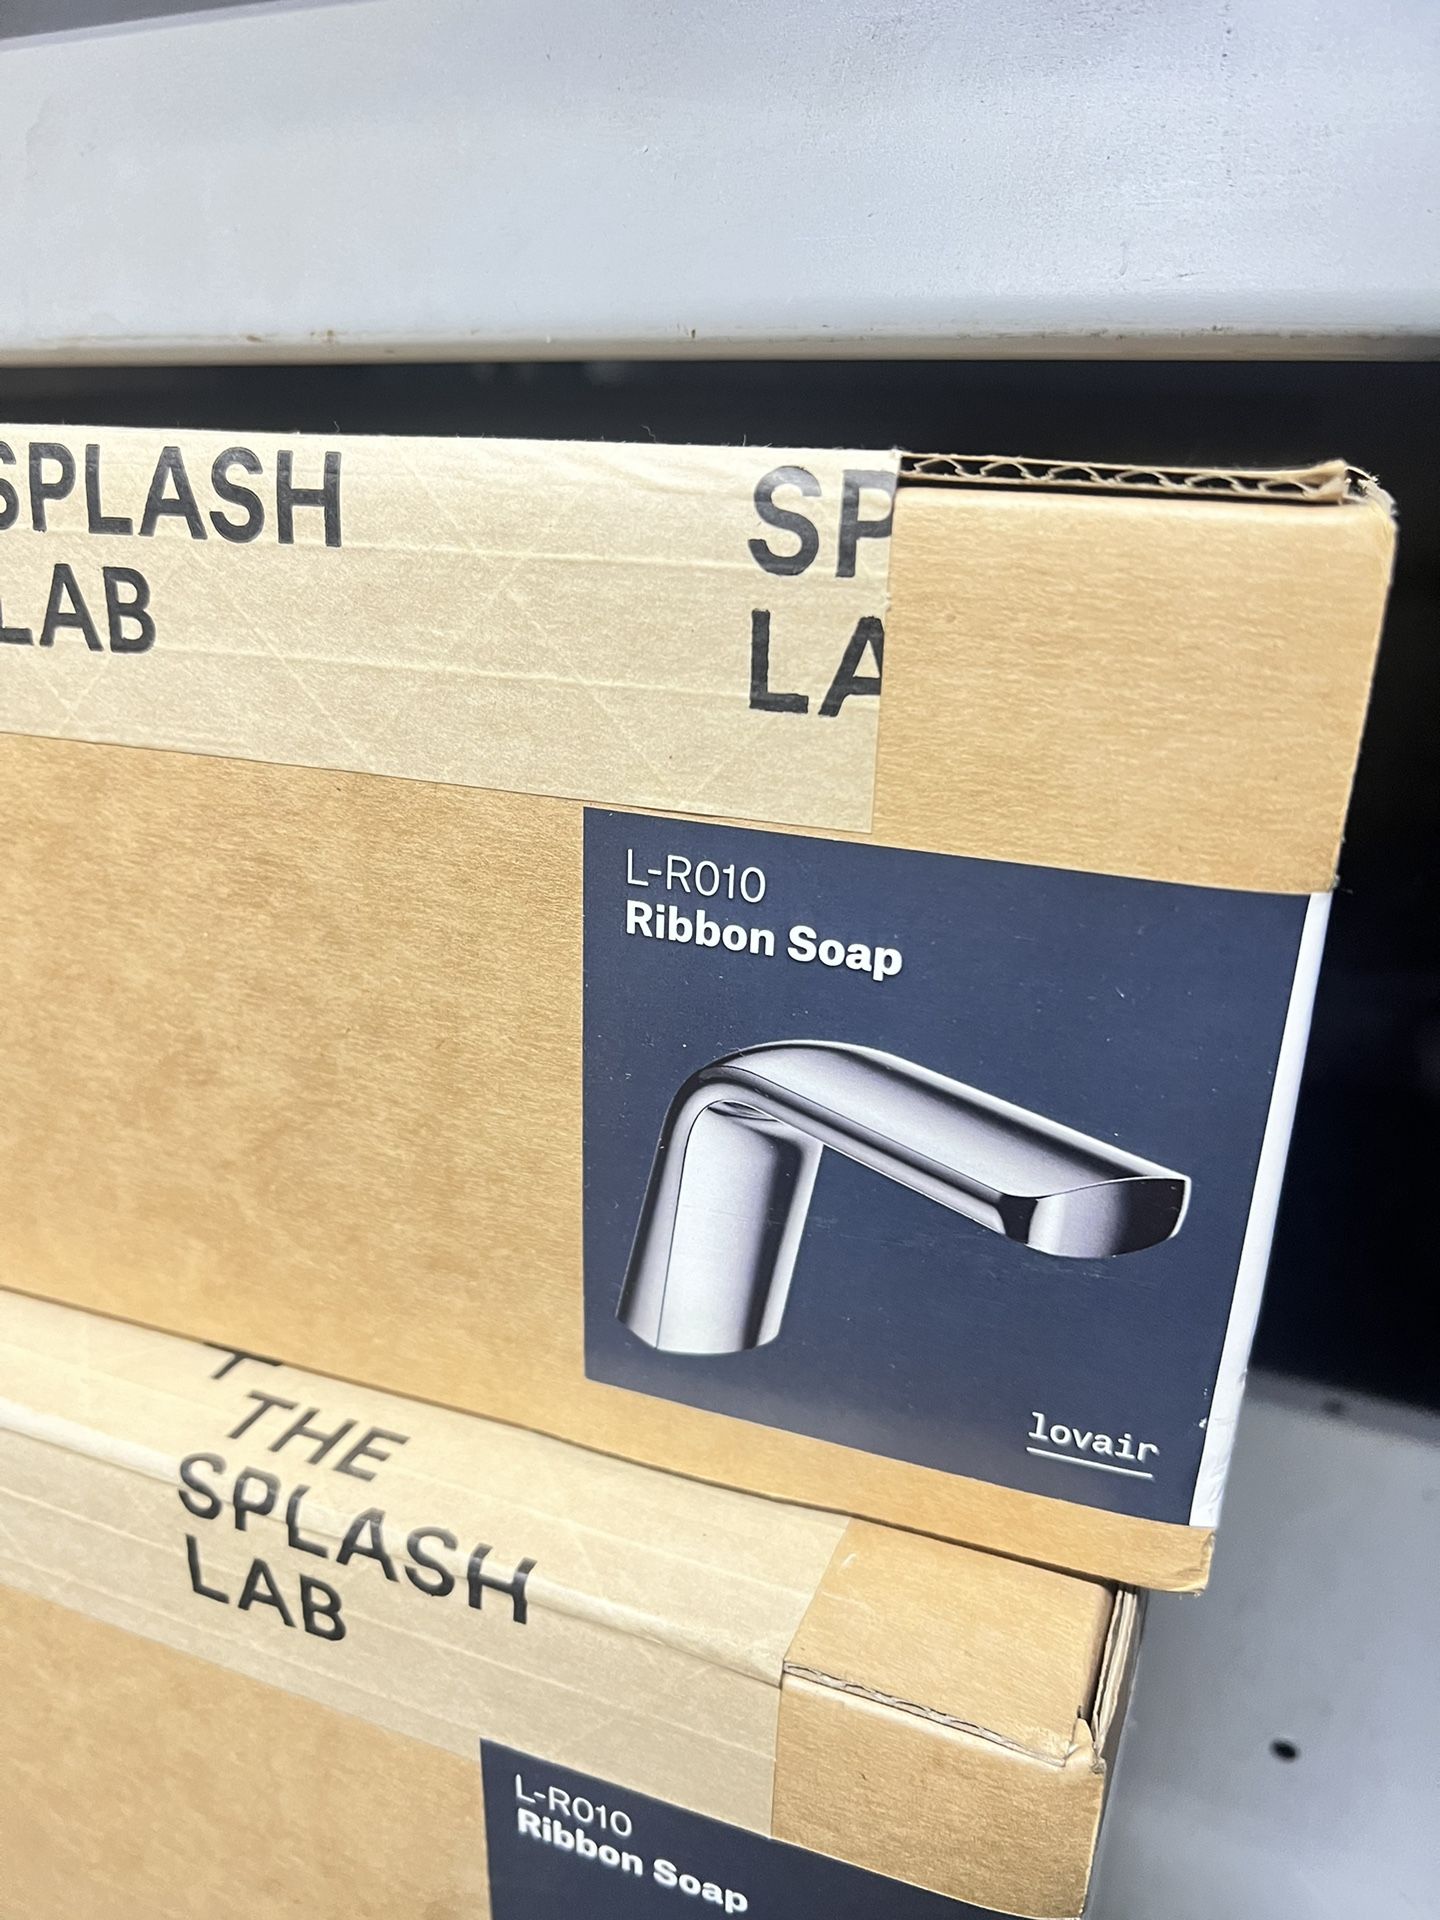 SPLASH
LAB
SP
LA
L-R010
Ribbon Soap
lovair
THE
SPLASH
LAB
L-R010
Ribbon Soap